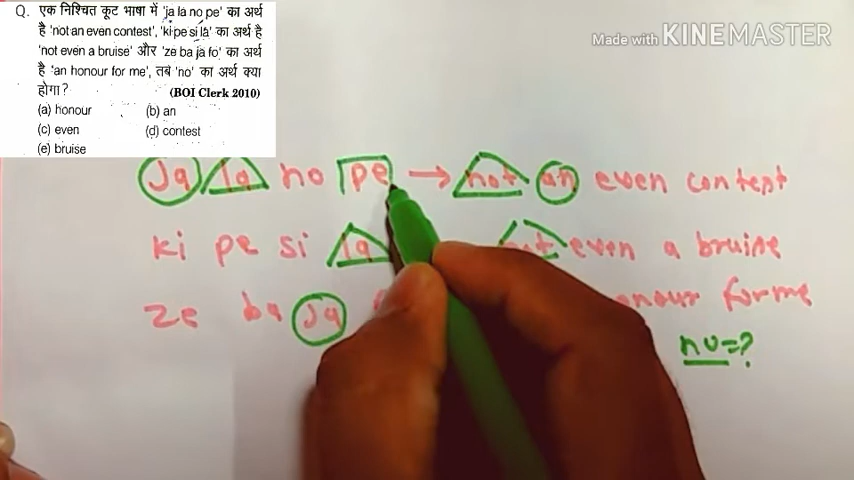 Q. एक निश्चित कूट भाषा में 'ja la no pe' का अर्थ
है 'not an even contest', 'ki pe si la' का अर्थ है
'not even a bruise' और 'ze ba ja fo' का अर्थ
है 'an honour for me', तब 'no' का अर्थ क्या
होगा?
(BOI Clerk 2010)
(a) honour (b) an
(c) even (d) contest
(e) bruise
Made with KINEMASTER
ja la no pe → not an even contest
ki pe si la even a bruise
ze ba ja for me
no = ?